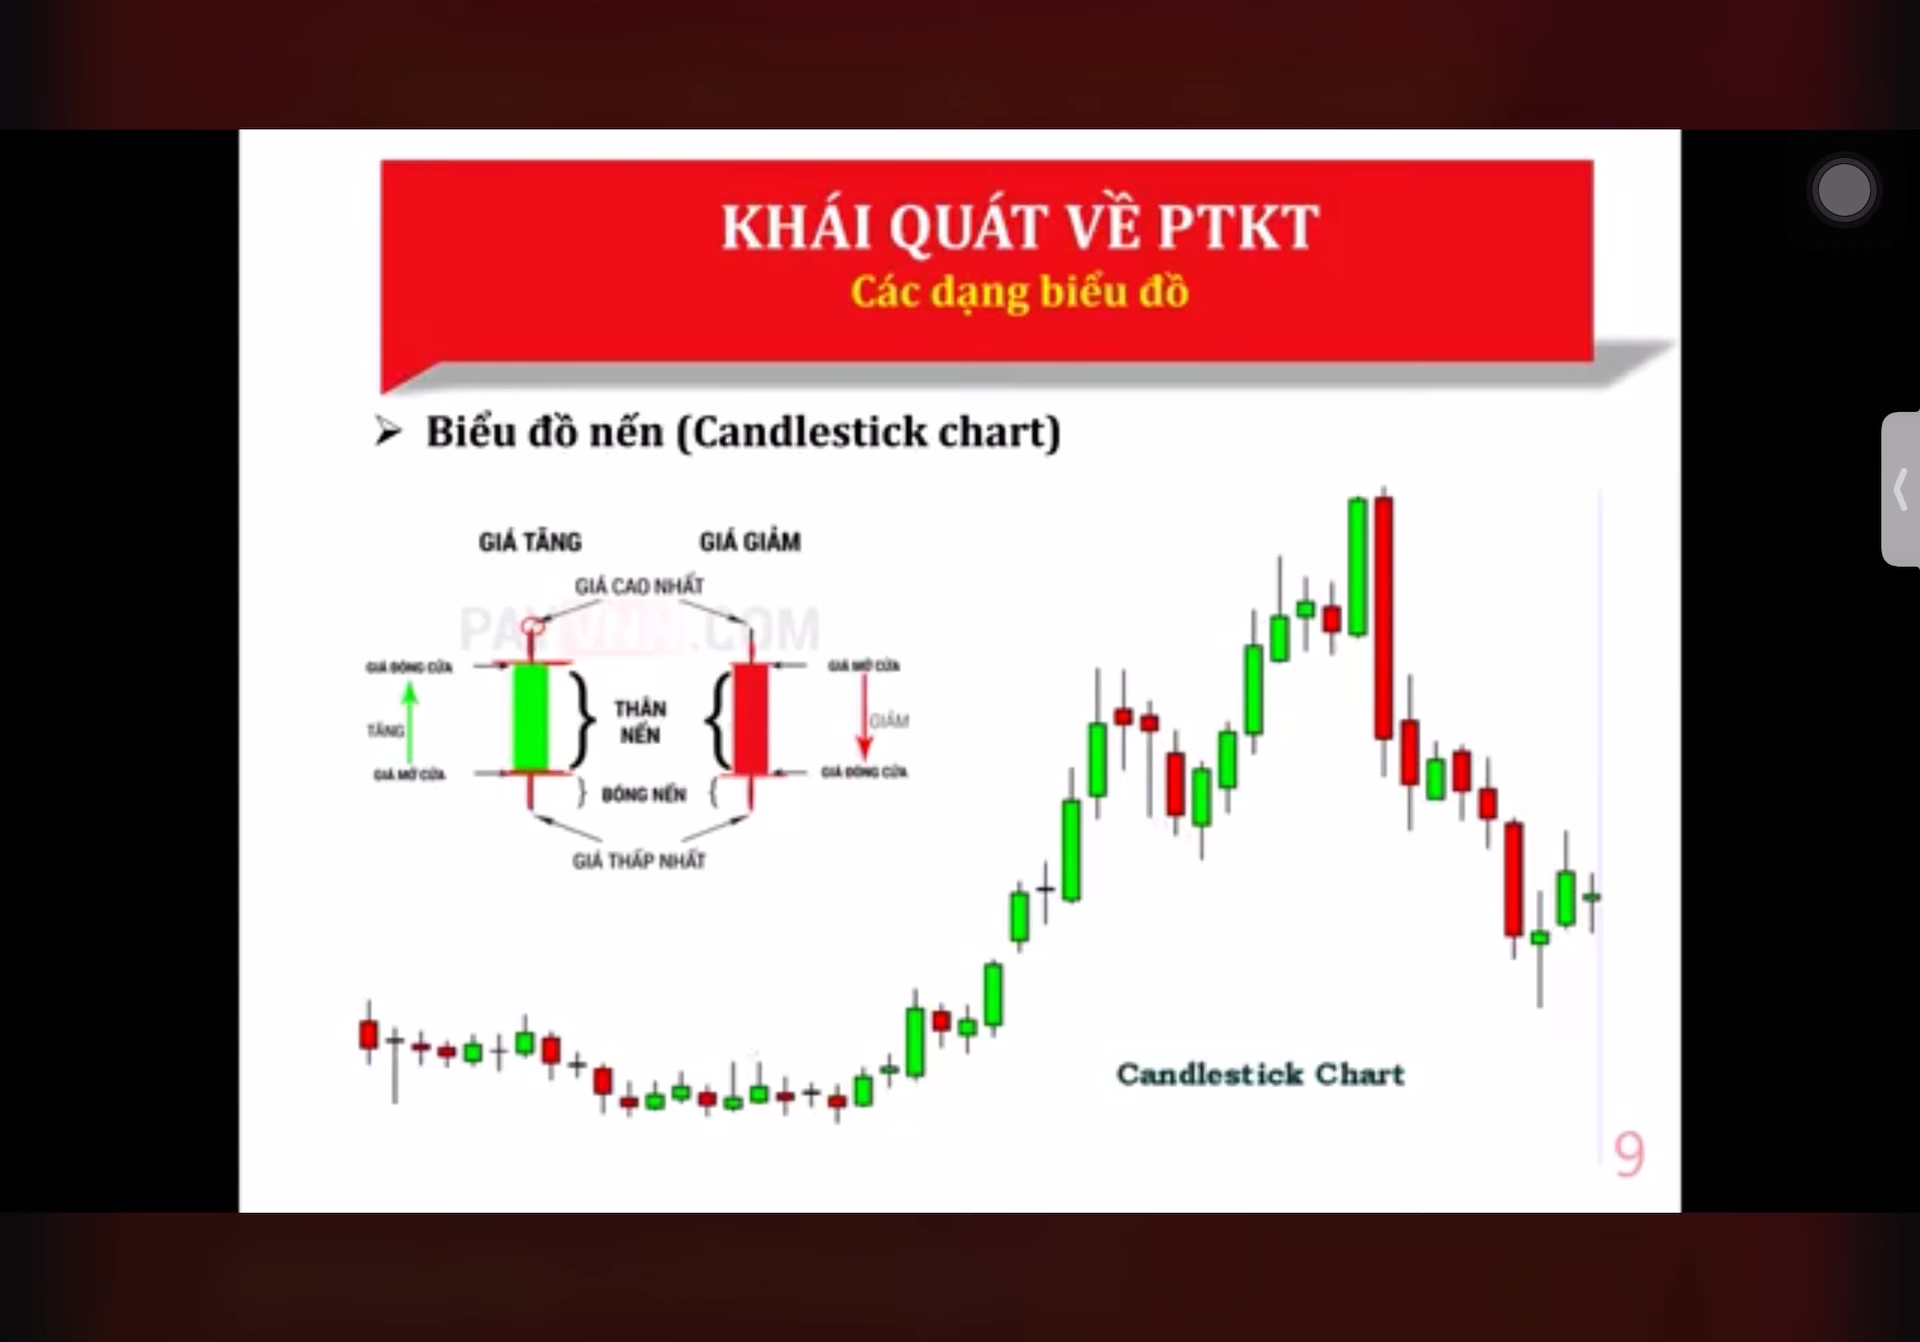 KHÁI QUÁT VỀ PTKT
Các dạng biểu đồ
➢ Biểu đồ nến (Candlestick chart)
GIÁ TĂNG GIÁ GIẢM
GIÁ CAO NHẤT
PAYVNN.COM
GIÁ ĐÓNG CỬA GIÁ MỞ CỬA
THÂN
NẾN
TĂNG GIẢM
GIÁ MỞ CỬA GIÁ ĐÓNG CỬA
BÓNG NẾN
GIÁ THẤP NHẤT
Candlestick Chart
9